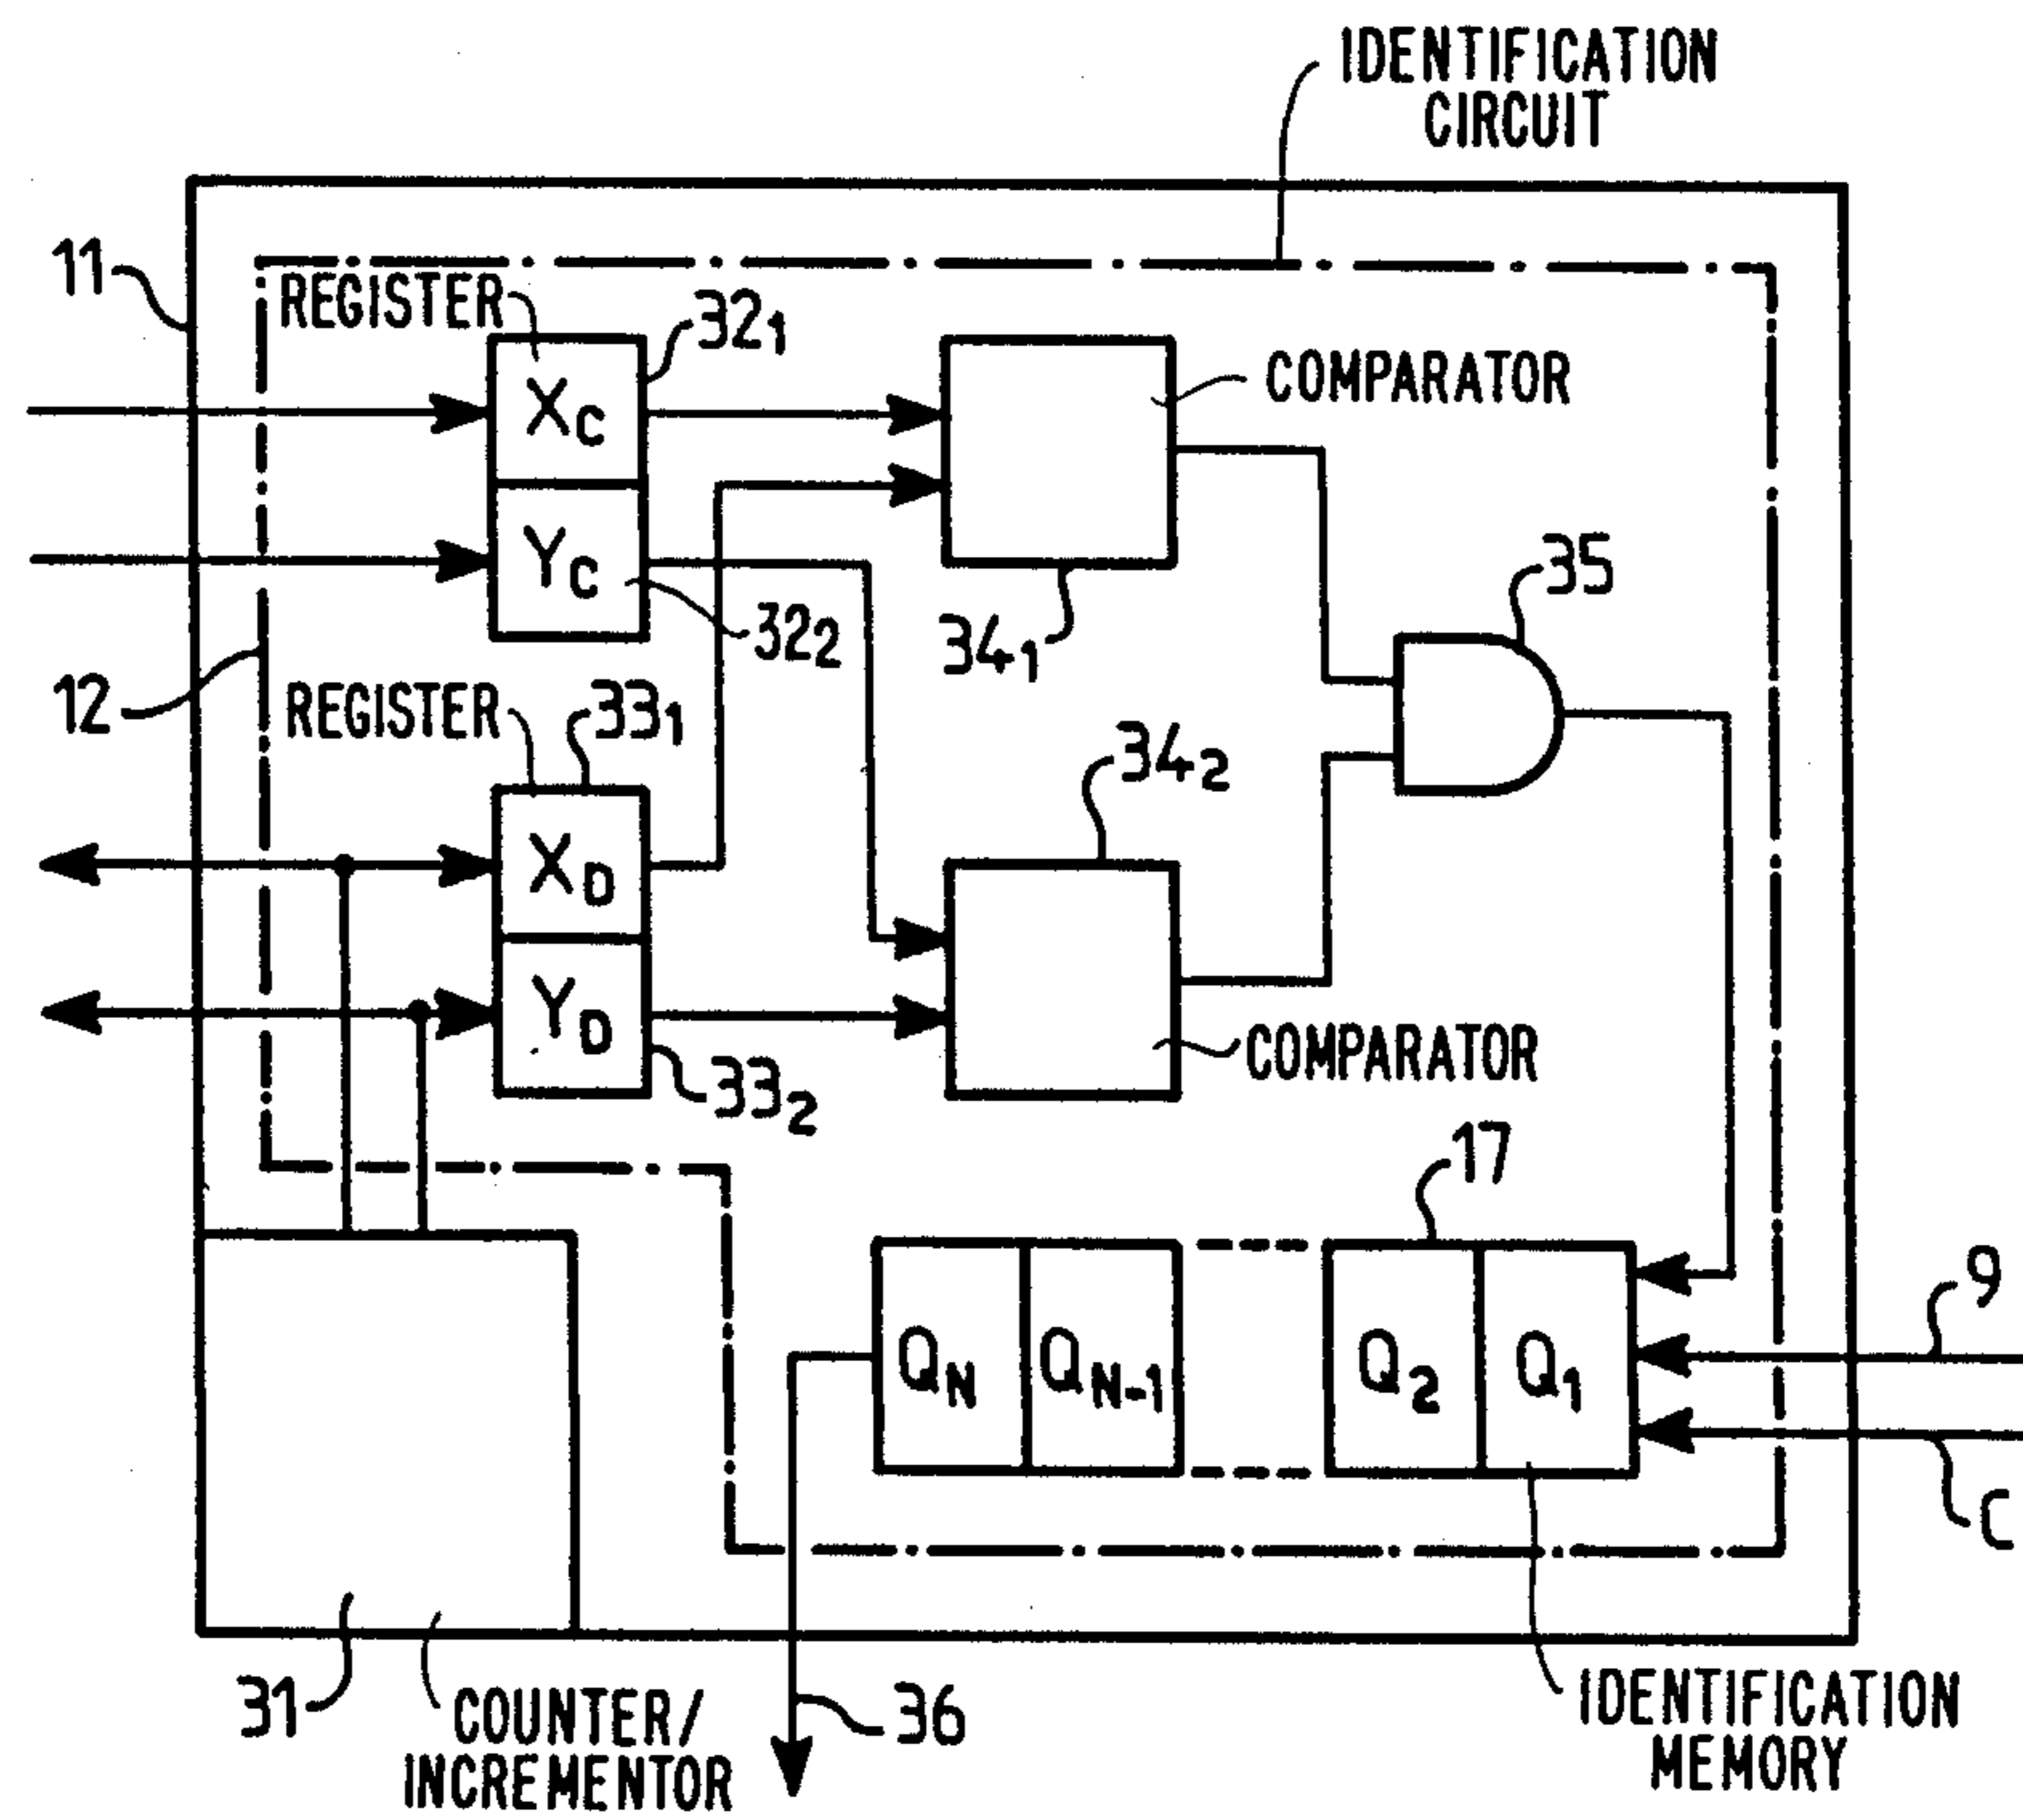 IDENTIFICATION
CIRCUIT
11
REGISTER
32₁
X_C
COMPARATOR
Y_C
32₂
34₁
35
12
REGISTER
33₁
34₂
X_D
Y_D
33₂
COMPARATOR
17
9
Q_N
Q_N-1
Q₂
Q₁
C
31
COUNTER/
INCREMENTOR
36
IDENTIFICATION
MEMORY